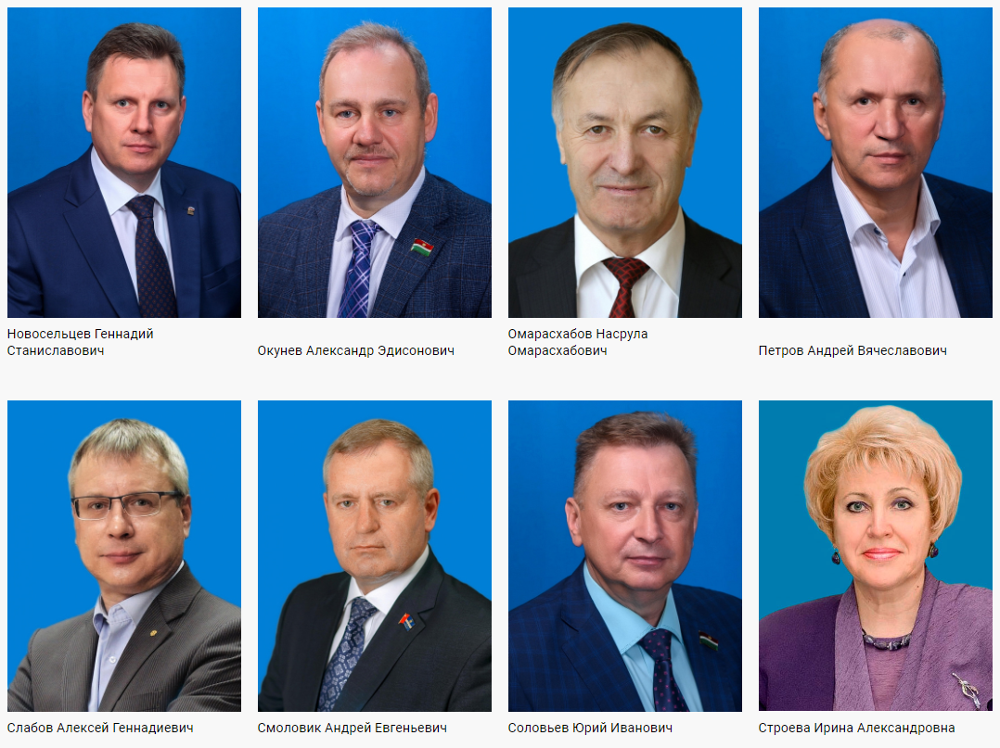 Новосельцев Геннадий
Станиславович
Окунев Александр Эдисонович
Омарасхабов Насрула
Омарасхабович
Петров Андрей Вячеславович
Слабов Алексей Геннадиевич
Смоловик Андрей Евгеньевич
Соловьев Юрий Иванович
Строева Ирина Александровна